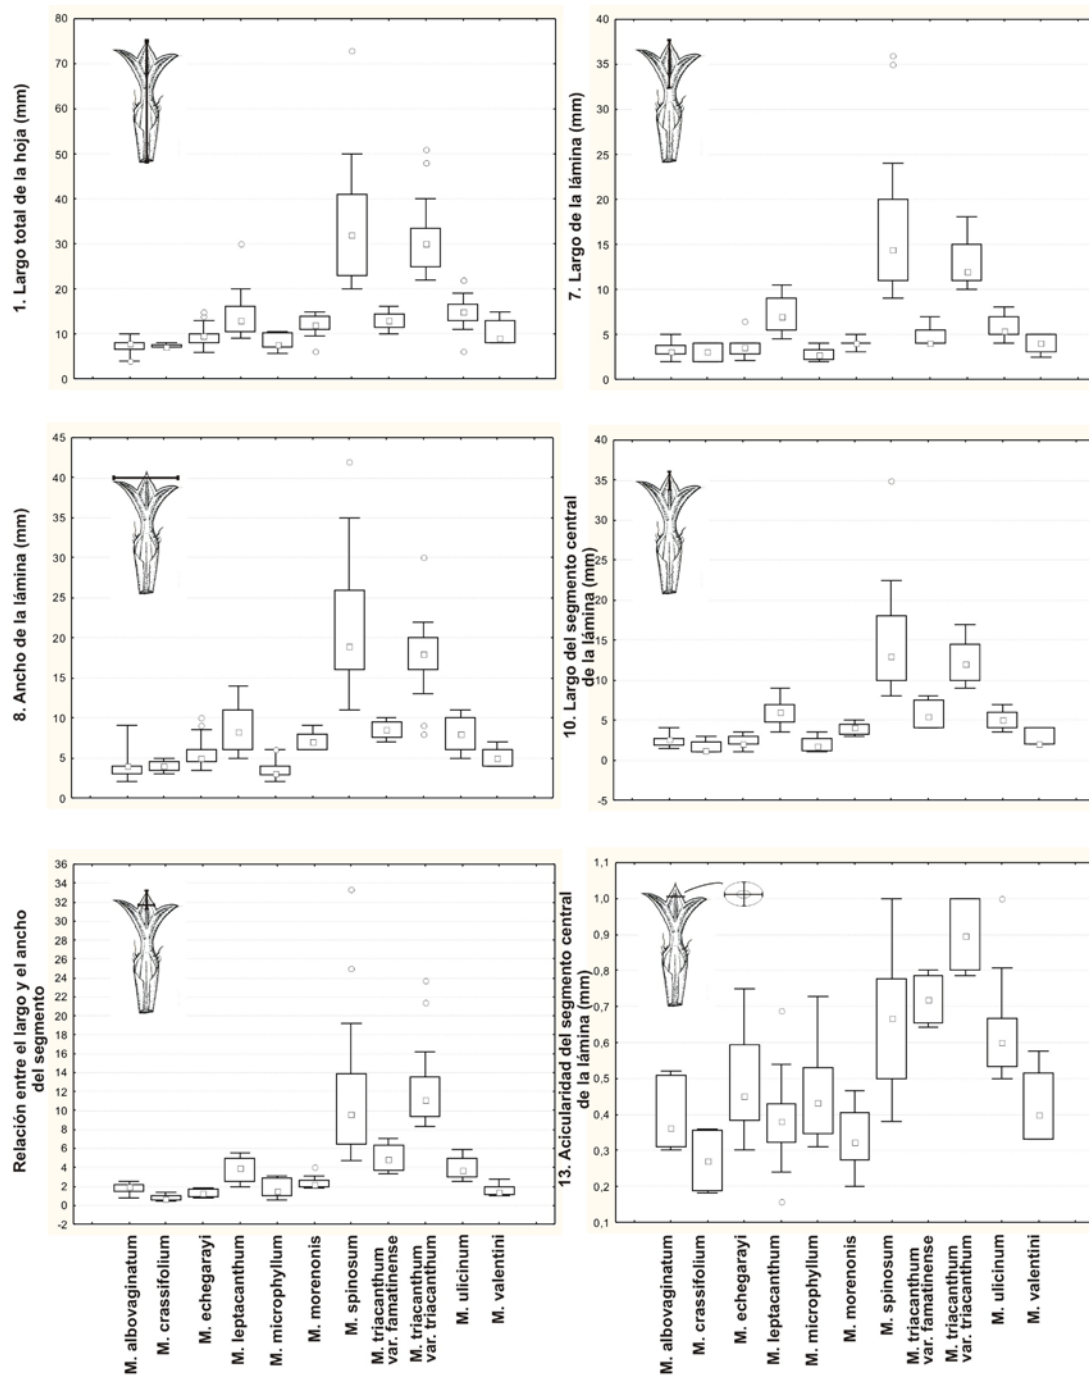 1. Largo total de la hoja (mm)
80
70
60
50
40
30
20
10
0
7. Largo de la lámina (mm)
40
35
30
25
20
15
10
5
0
8. Ancho de la lámina (mm)
45
40
35
30
25
20
15
10
5
0
10. Largo del segmento central
de la lámina (mm)
40
35
30
25
20
15
10
5
0
-5
Relación entre el largo y el ancho
del segmento
36
34
32
30
28
26
24
22
20
18
16
14
12
10
8
6
4
2
0
-2
13. Acicularidad del segmento central
de la lámina (mm)
1,1
1,0
0,9
0,8
0,7
0,6
0,5
0,4
0,3
0,2
0,1
M. albovaginatum
M. crassifolium
M. echegarayi
M. leptacanthum
M. microphyllum
M. morenonis
M. spinosum
M. triacanthum
var. famatinense
M. triacanthum
var. triacanthum
M. ulicinum
M. valentini
M. albovaginatum
M. crassifolium
M. echegarayi
M. leptacanthum
M. microphyllum
M. morenonis
M. spinosum
M. triacanthum
var. famatinense
M. triacanthum
var. triacanthum
M. ulicinum
M. valentini